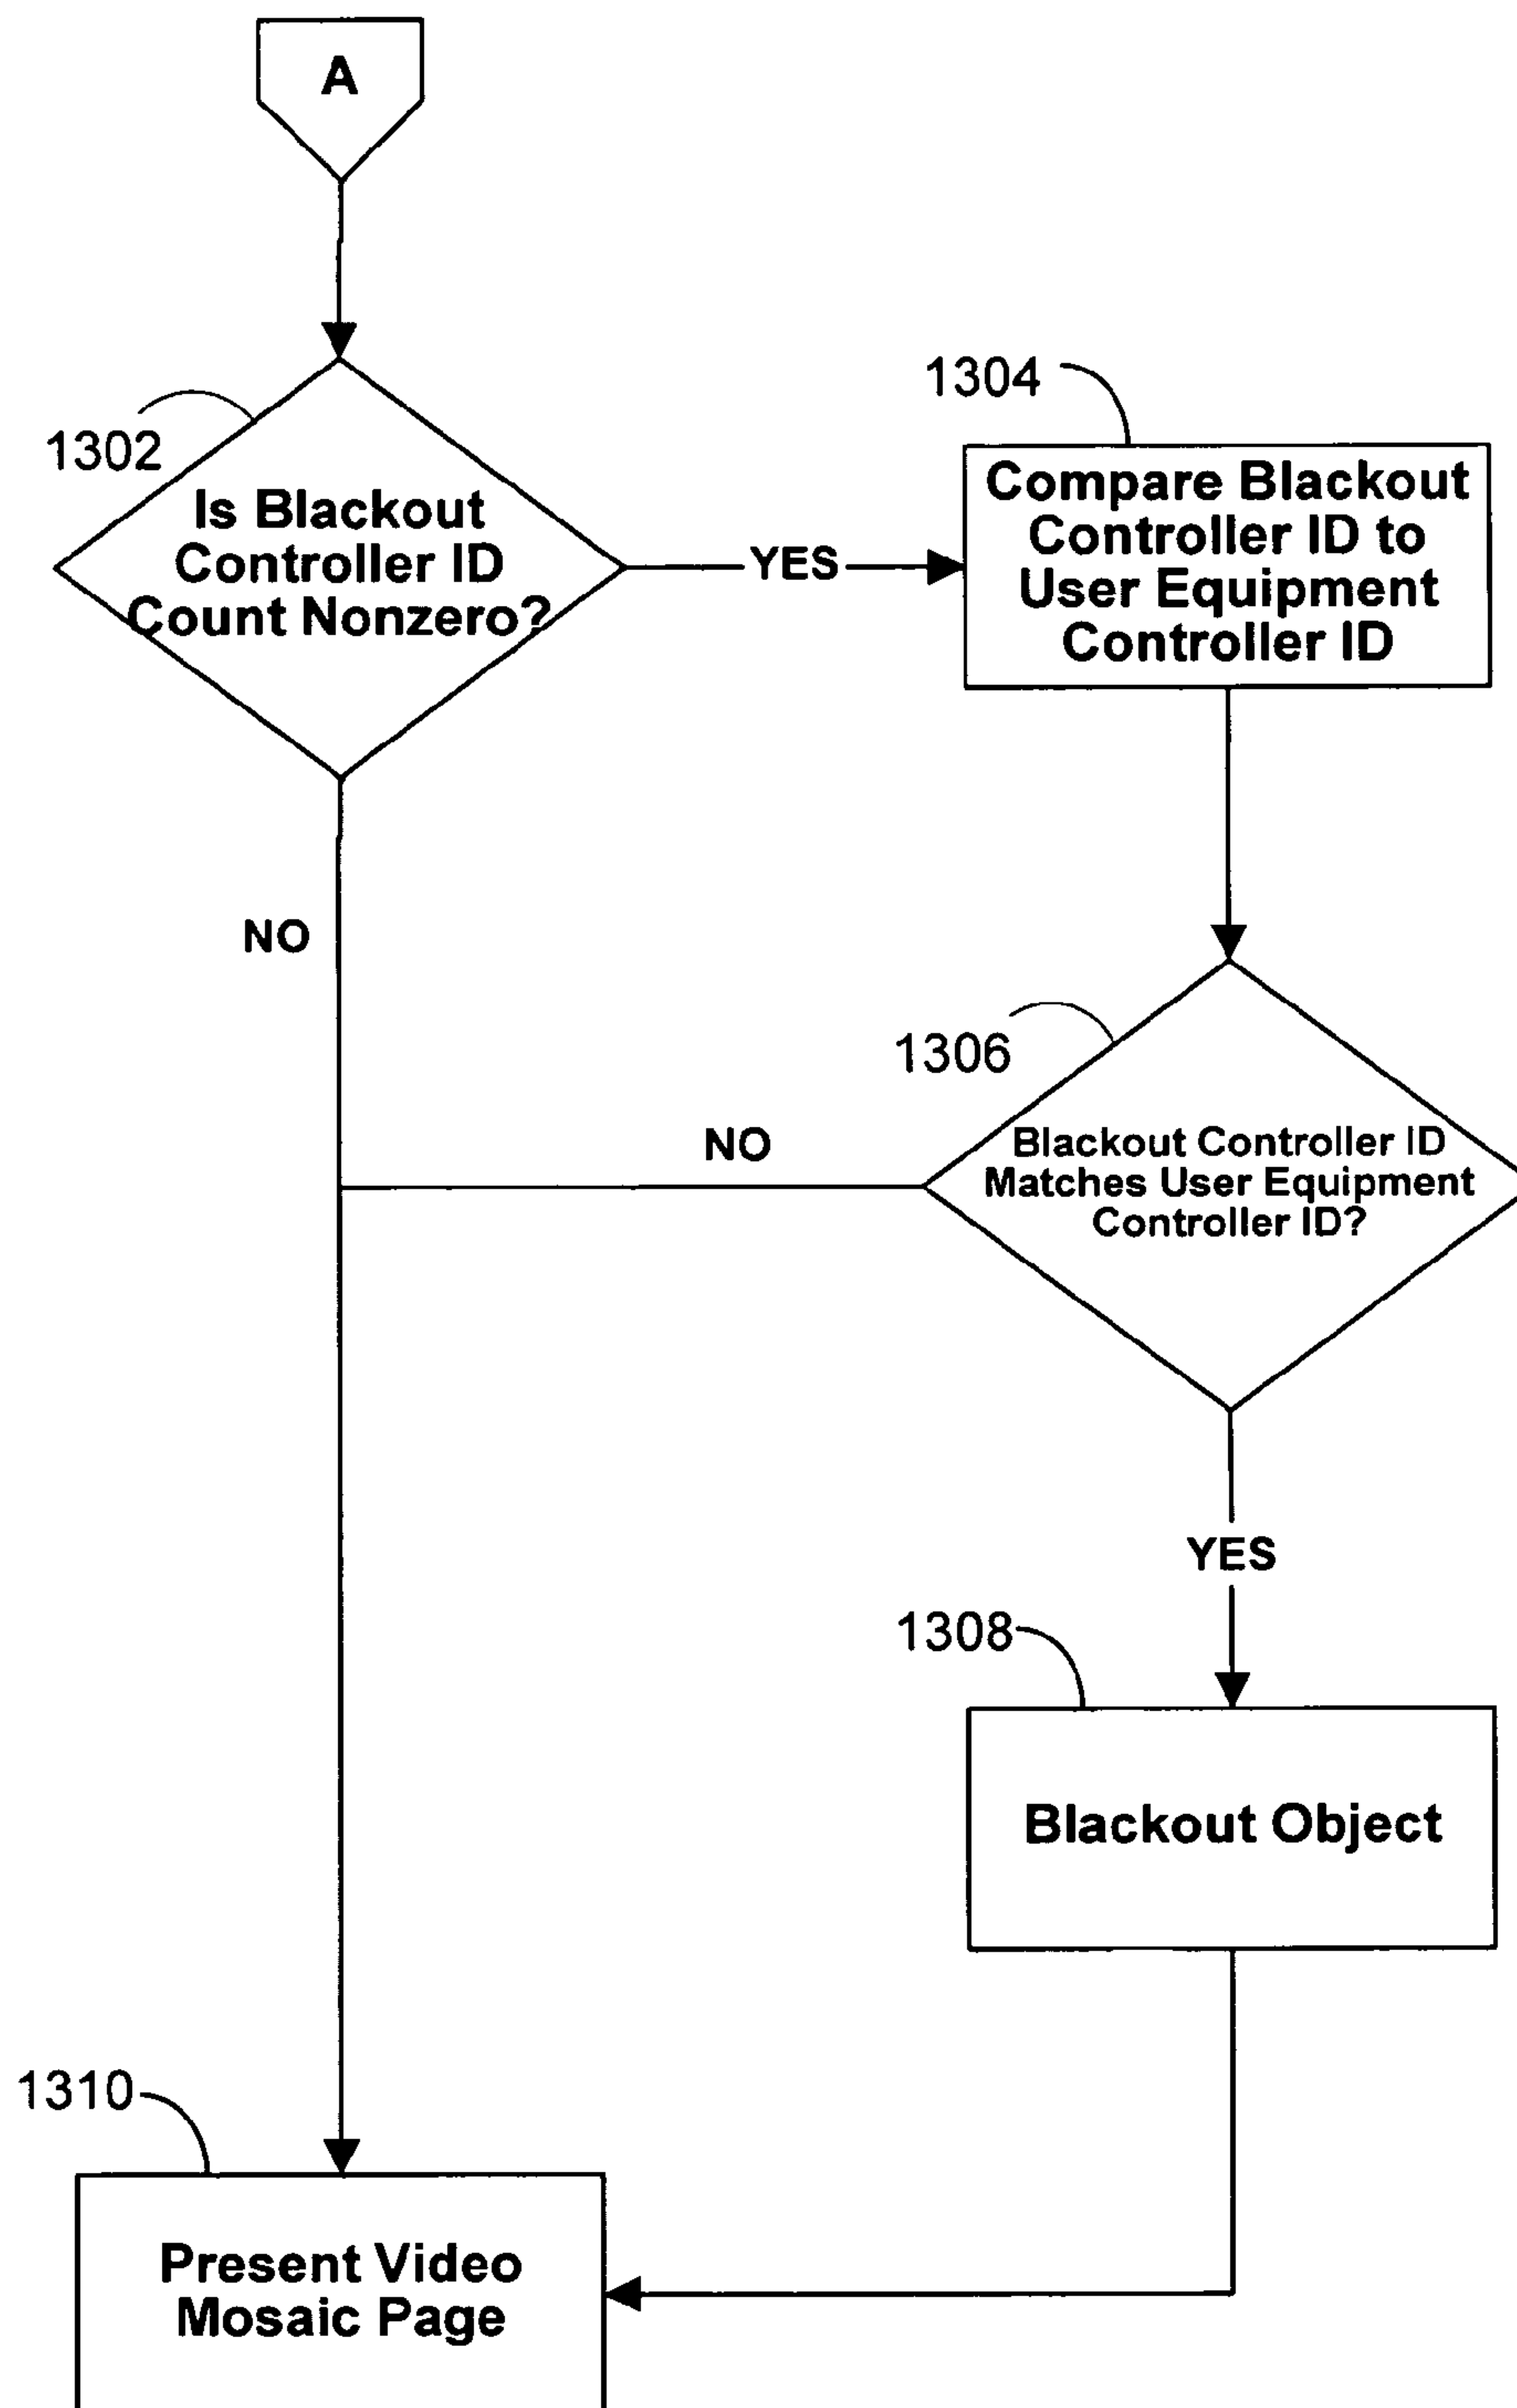 A
1302
Is Blackout
Controller ID
Count Nonzero?
YES
1304
Compare Blackout
Controller ID to
User Equipment
Controller ID
NO
1306
NO
Blackout Controller ID
Matches User Equipment
Controller ID?
YES
1308
Blackout Object
1310
Present Video
Mosaic Page